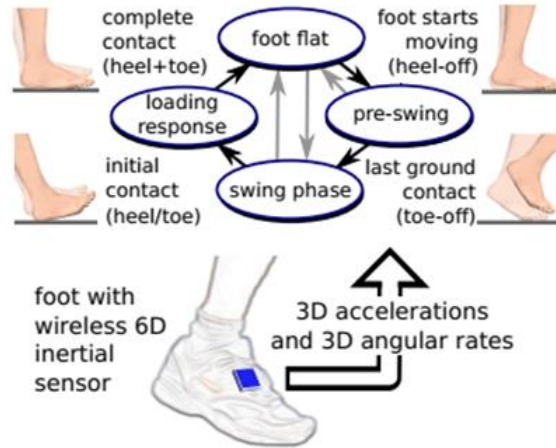 complete
contact
(heel+toe)
foot flat
foot starts
moving
(heel-off)
loading
response
pre-swing
initial
contact
(heel/toe)
swing phase
last ground
contact
(toe-off)
foot with
wireless 6D
inertial
sensor
3D accelerations
and 3D angular rates